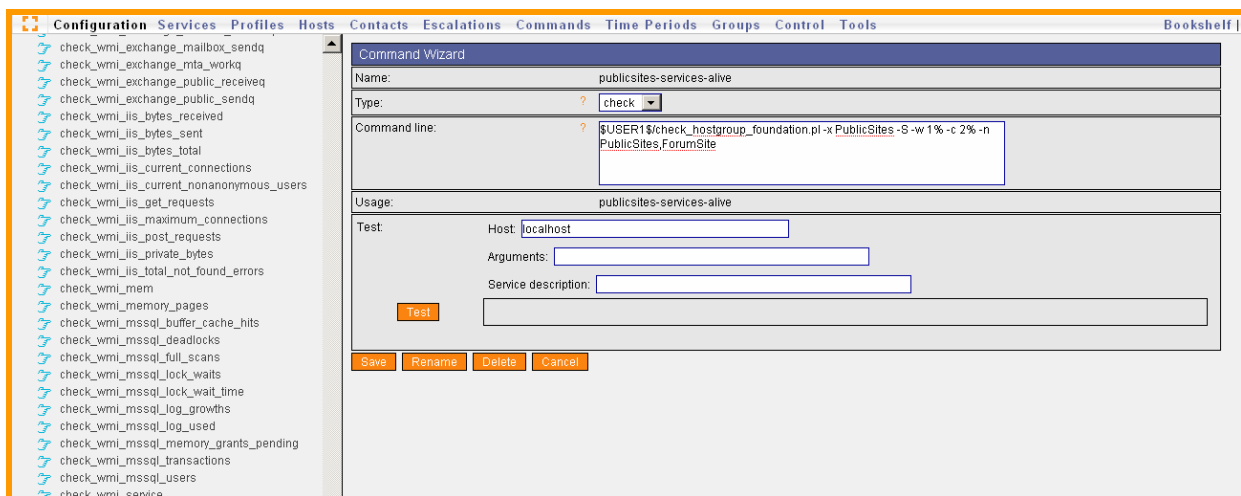 Configuration Services Profiles Hosts Contacts Escalations Commands Time Periods Groups Control Tools Bookshelf |
check_wmi_exchange_mailbox_sendq
check_wmi_exchange_mta_workq
check_wmi_exchange_public_receiveq
check_wmi_exchange_public_sendq
check_wmi_iis_bytes_received
check_wmi_iis_bytes_sent
check_wmi_iis_bytes_total
check_wmi_iis_current_connections
check_wmi_iis_current_nonanonymous_users
check_wmi_iis_get_requests
check_wmi_iis_maximum_connections
check_wmi_iis_post_requests
check_wmi_iis_private_bytes
check_wmi_iis_total_not_found_errors
check_wmi_mem
check_wmi_memory_pages
check_wmi_mssql_buffer_cache_hits
check_wmi_mssql_deadlocks
check_wmi_mssql_full_scans
check_wmi_mssql_lock_waits
check_wmi_mssql_lock_wait_time
check_wmi_mssql_log_growths
check_wmi_mssql_log_used
check_wmi_mssql_memory_grants_pending
check_wmi_mssql_transactions
check_wmi_mssql_users
check_wmi_service
Command Wizard
Name: publicsites-services-alive
Type: ? check
Command line: ? $USER1$/check_hostgroup_foundation.pl -x PublicSites -S -w 1% -c 2% -n
PublicSites,ForumSite
Usage: publicsites-services-alive
Test: Host: localhost
Arguments:
Service description:
Test
Save Rename Delete Cancel